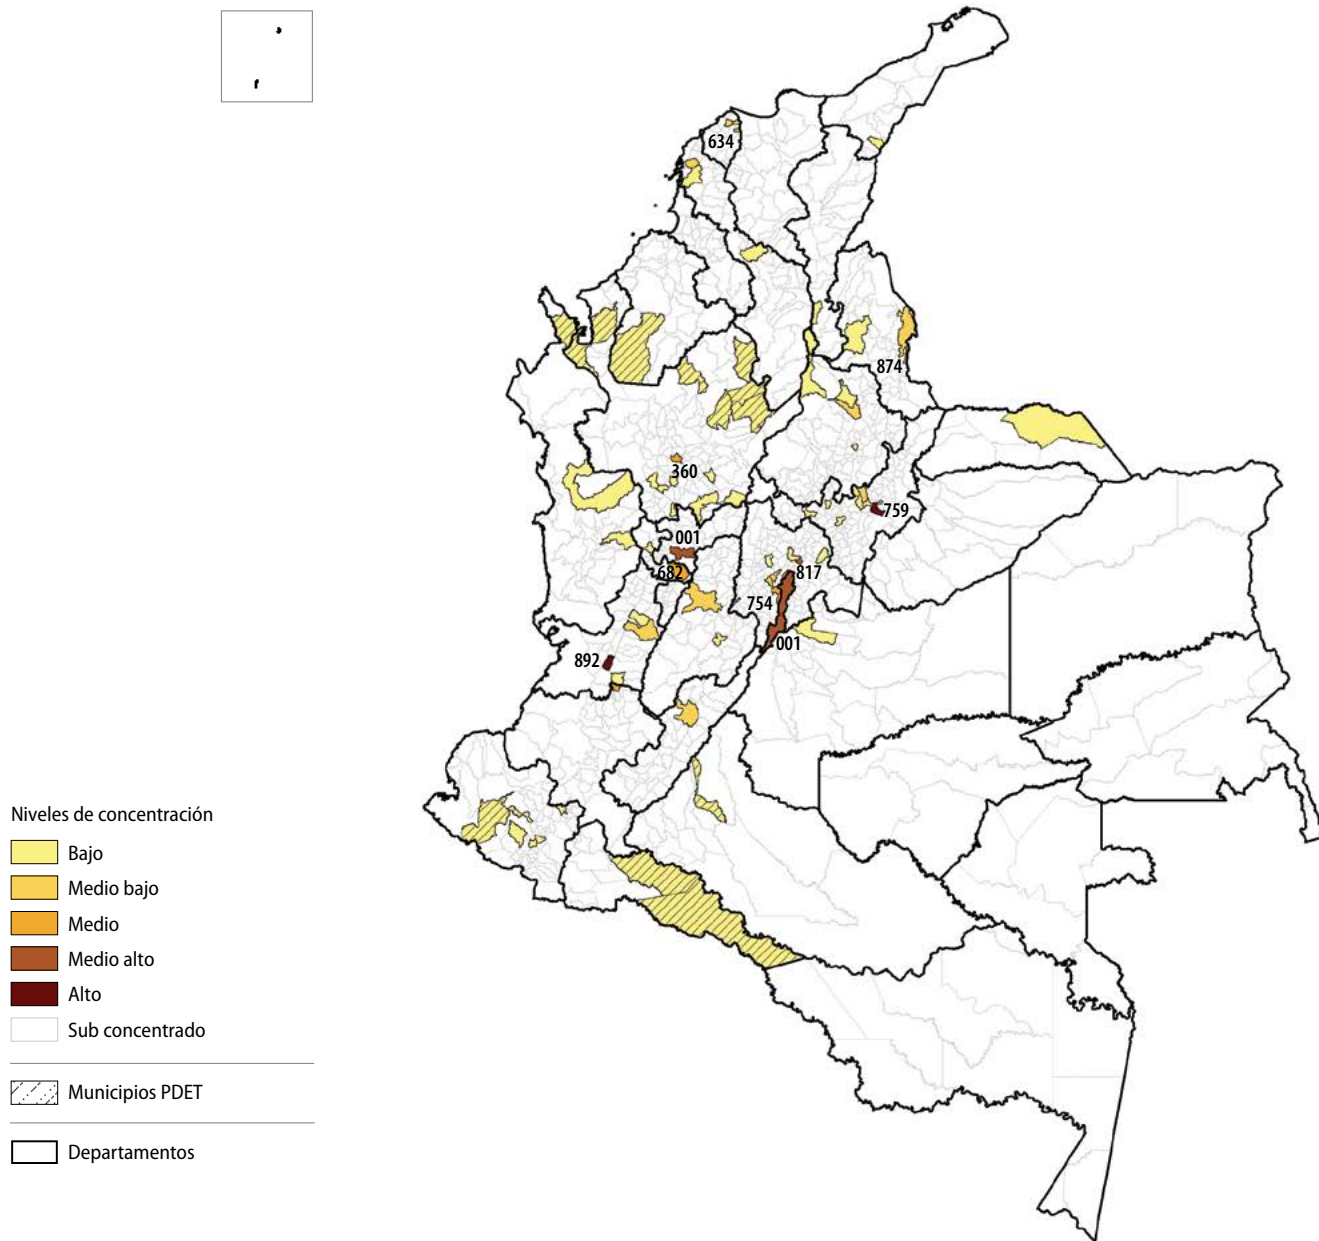 634
874
360
759
001
682
817
754
001
892
Niveles de concentración
Bajo
Medio bajo
Medio
Medio alto
Alto
Sub concentrado
Municipios PDET
Departamentos